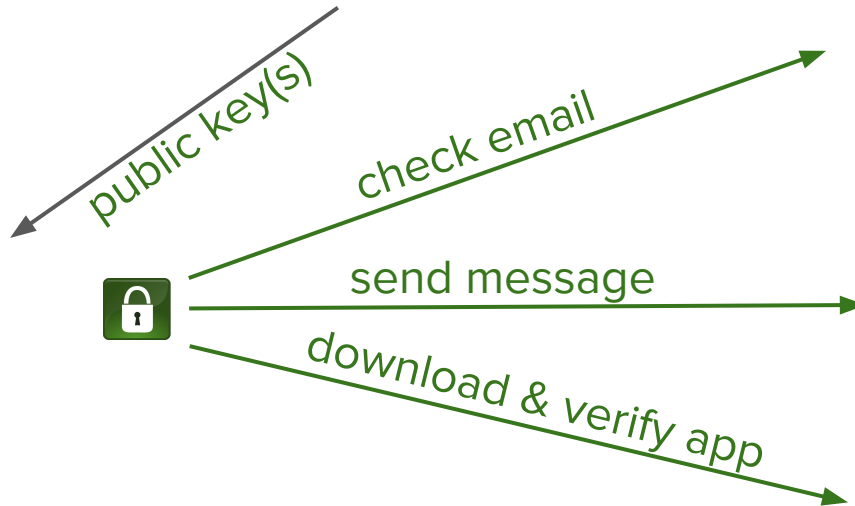 public key(s)
check email
send message
download & verify app